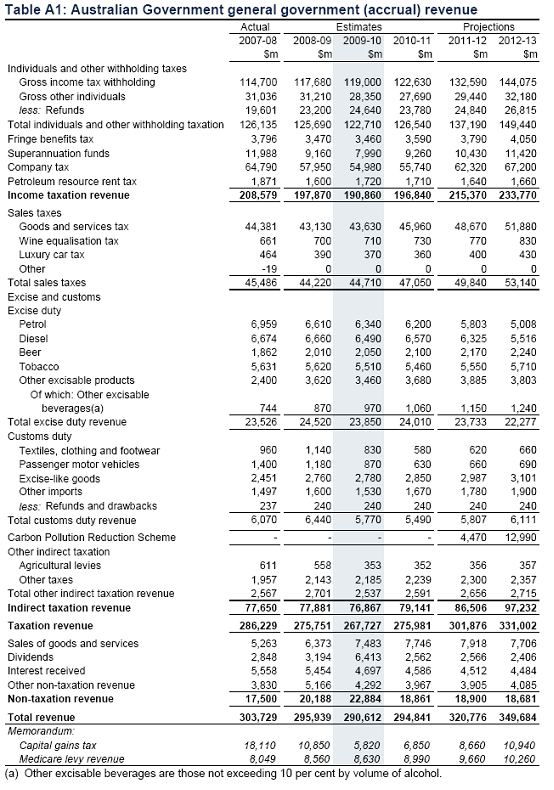 Table A1: Australian Government general government (accrual) revenue
Actual Estimates Projections
2007-08 2008-09 2009-10 2010-11 2011-12 2012-13
$m $m $m $m $m $m
Individuals and other withholding taxes
Gross income tax withholding 114,700 117,680 119,000 122,630 132,590 144,075
Gross other individuals 31,036 31,210 28,350 27,690 29,440 32,180
less: Refunds 19,601 23,200 24,640 23,780 24,840 26,815
Total individuals and other withholding taxation 126,135 125,690 122,710 126,540 137,190 149,440
Fringe benefits tax 3,796 3,470 3,460 3,590 3,790 4,050
Superannuation funds 11,988 9,160 7,990 9,260 10,430 11,420
Company tax 64,790 57,950 54,980 55,740 62,320 67,200
Petroleum resource rent tax 1,871 1,600 1,720 1,710 1,640 1,660
Income taxation revenue 208,579 197,870 190,860 196,840 215,370 233,770
Sales taxes
Goods and services tax 44,381 43,130 43,630 45,960 48,670 51,880
Wine equalisation tax 661 700 710 730 770 830
Luxury car tax 464 390 370 360 400 430
Other -19 0 0 0 0 0
Total sales taxes 45,486 44,220 44,710 47,050 49,840 53,140
Excise and customs
Excise duty
Petrol 6,959 6,610 6,340 6,200 5,803 5,008
Diesel 6,674 6,660 6,490 6,570 6,325 5,516
Beer 1,862 2,010 2,050 2,100 2,170 2,240
Tobacco 5,631 5,620 5,510 5,460 5,550 5,710
Other excisable products 2,400 3,620 3,460 3,680 3,885 3,803
Of which: Other excisable
beverages(a) 744 870 970 1,060 1,150 1,240
Total excise duty revenue 23,526 24,520 23,850 24,010 23,733 22,277
Customs duty
Textiles, clothing and footwear 960 1,140 830 580 620 660
Passenger motor vehicles 1,400 1,180 870 630 660 690
Excise-like goods 2,451 2,760 2,780 2,850 2,987 3,101
Other imports 1,497 1,600 1,530 1,670 1,780 1,900
less: Refunds and drawbacks 237 240 240 240 240 240
Total customs duty revenue 6,070 6,440 5,770 5,490 5,807 6,111
Carbon Pollution Reduction Scheme - - - - 4,470 12,990
Other indirect taxation
Agricultural levies 611 558 353 352 356 357
Other taxes 1,957 2,143 2,185 2,239 2,300 2,357
Total other indirect taxation revenue 2,567 2,701 2,537 2,591 2,656 2,715
Indirect taxation revenue 77,650 77,881 76,867 79,141 86,506 97,232
Taxation revenue 286,229 275,751 267,727 275,981 301,876 331,002
Sales of goods and services 5,263 6,373 7,483 7,746 7,918 7,706
Dividends 2,848 3,194 6,413 2,562 2,566 2,406
Interest received 5,558 5,454 4,697 4,586 4,512 4,484
Other non-taxation revenue 3,830 5,166 4,292 3,967 3,905 4,085
Non-taxation revenue 17,500 20,188 22,884 18,861 18,900 18,681
Total revenue 303,729 295,939 290,612 294,841 320,776 349,684
Memorandum:
Capital gains tax 18,110 10,850 5,820 6,850 8,660 10,940
Medicare levy revenue 8,049 8,560 8,630 8,990 9,660 10,260
(a) Other excisable beverages are those not exceeding 10 per cent by volume of alcohol.